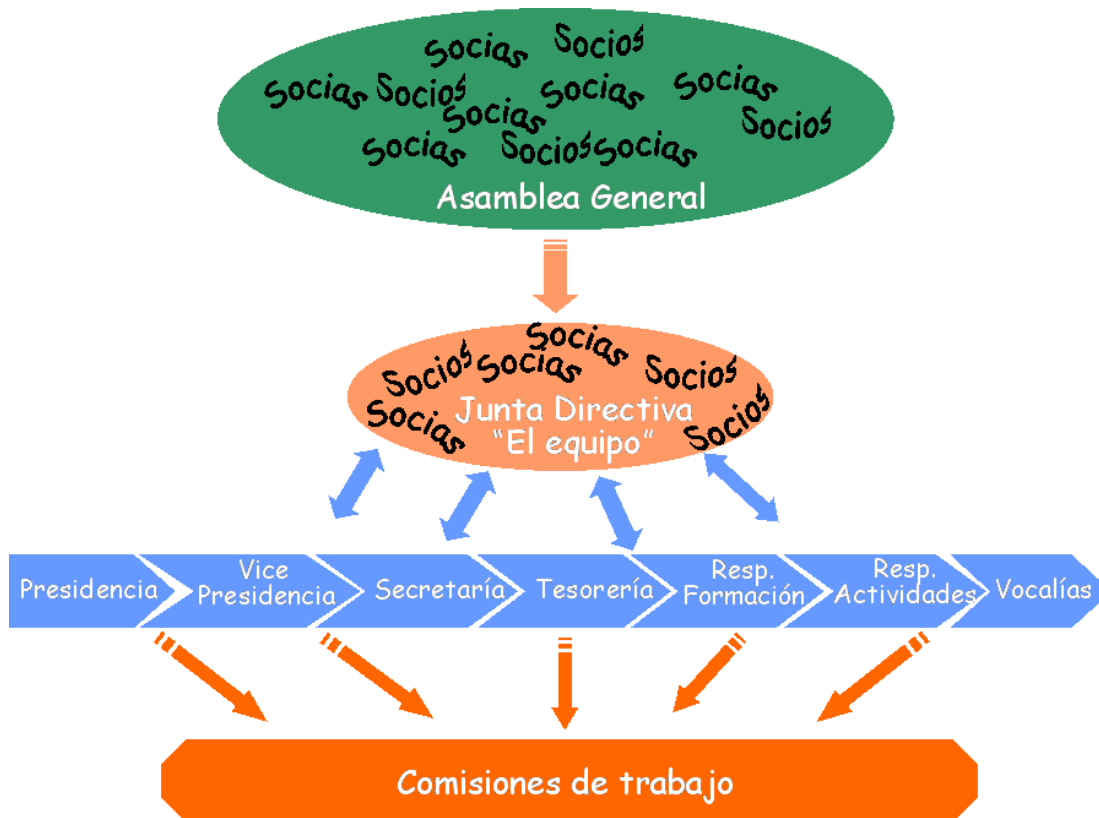 Socias
Socios
Socias
Socios
Socias
Socias
Socias
Socios
Socias
Socios
Socias
Asamblea General
Socias
Socios
Socias
Socios
Socias
Socios
Junta Directiva
"El equipo"
Presidencia
Vice
Presidencia
Secretaría
Tesorería
Resp.
Formación
Resp.
Actividades
Vocalías
Comisiones de trabajo